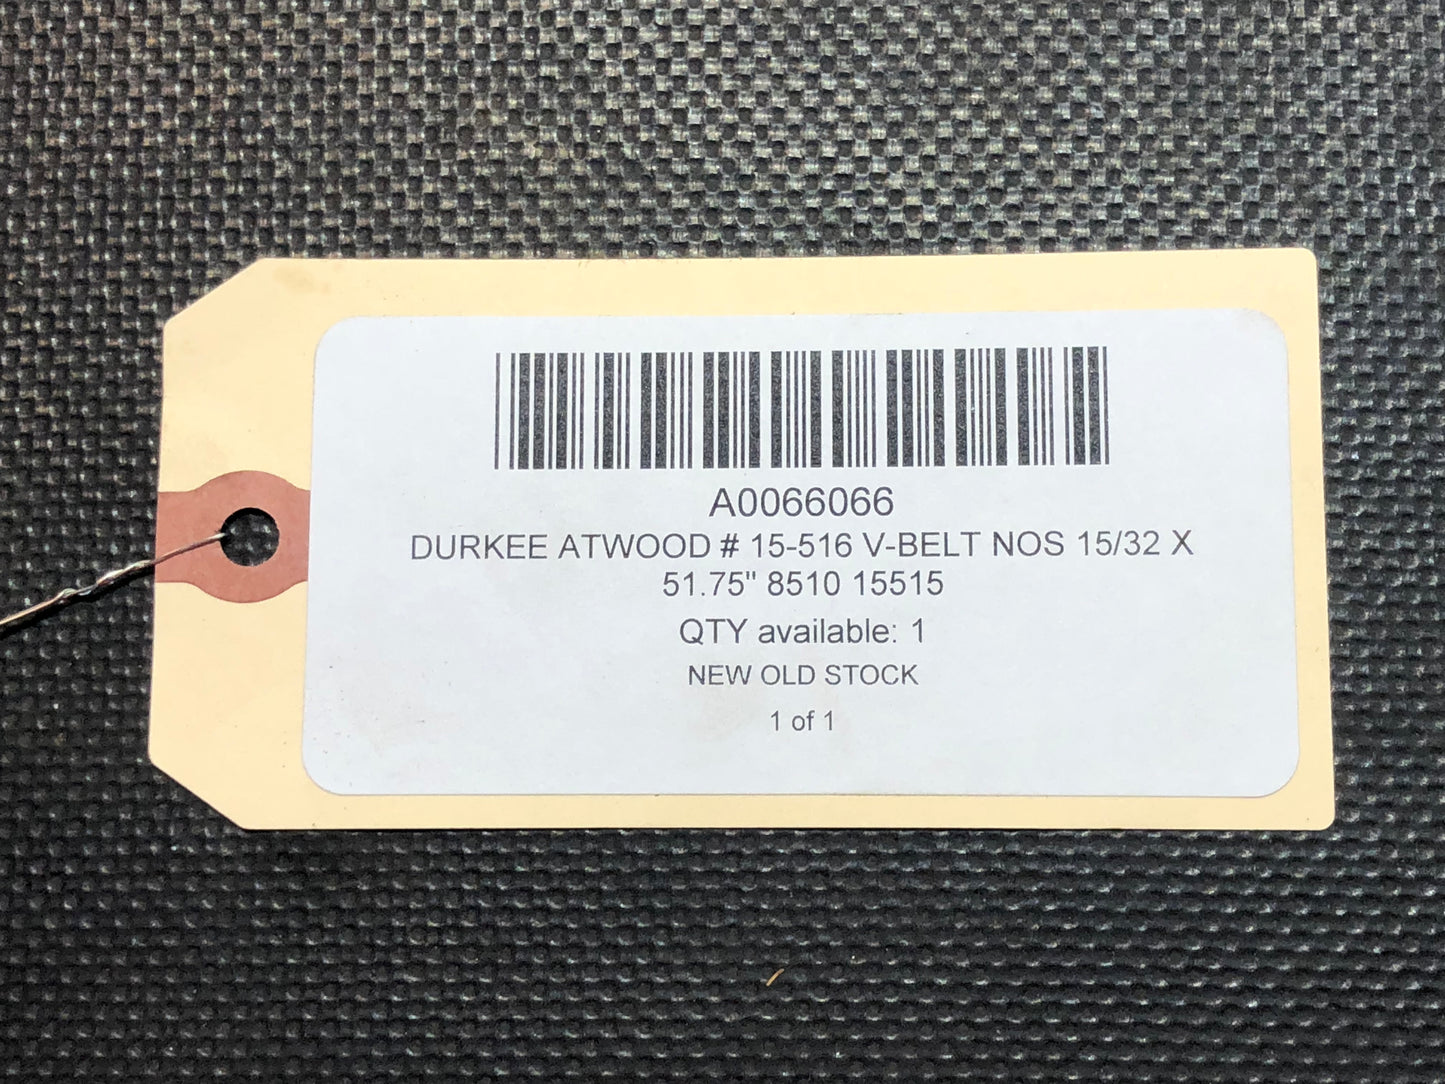 A0066066
DURKEE ATWOOD # 15-516 V-BELT NOS 15/32 X
51.75" 8510 15515
QTY available: 1
NEW OLD STOCK
1 of 1